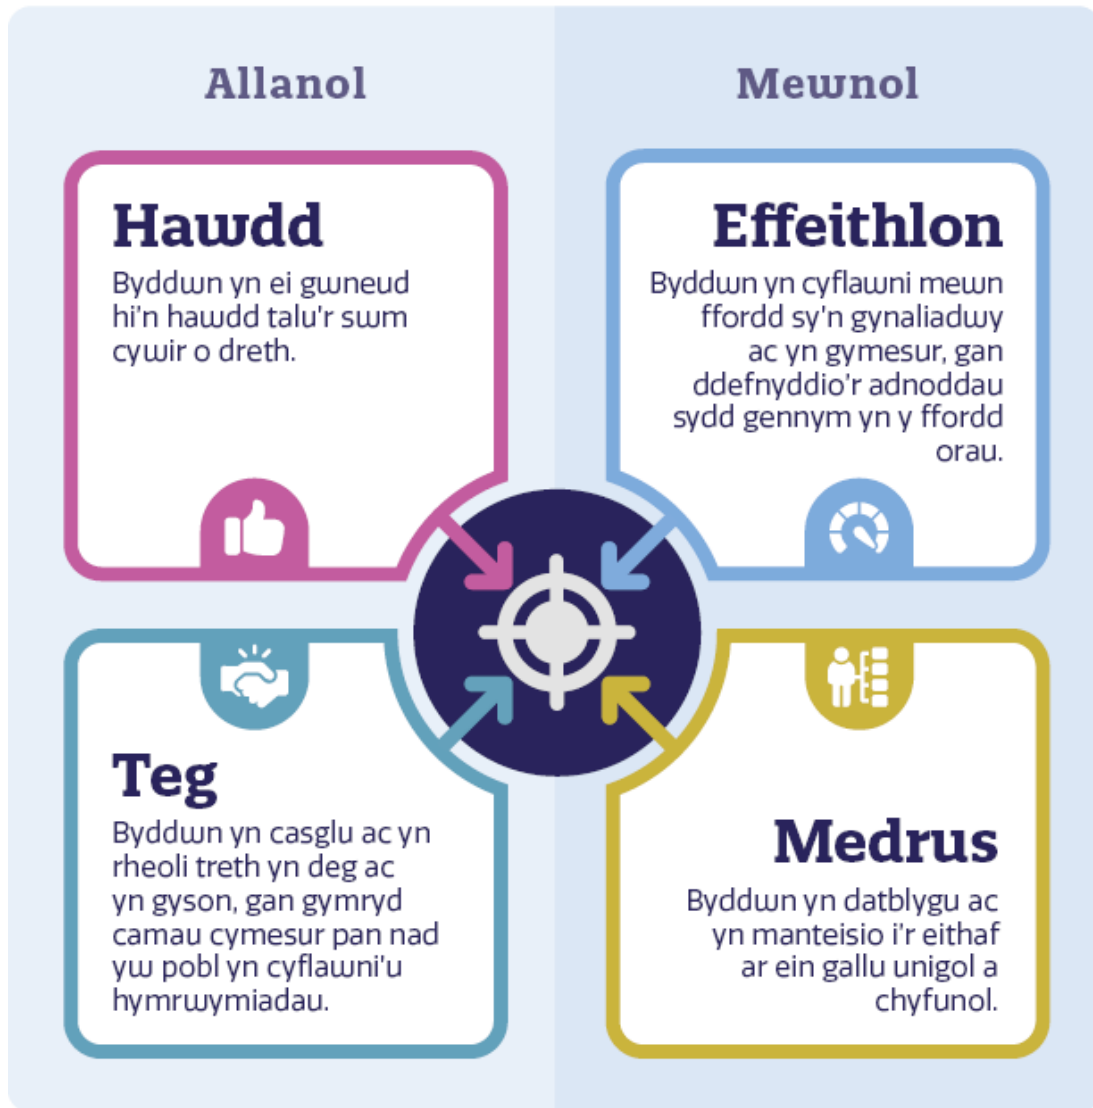 Allanol
Mewnol
Hawdd
Byddwn yn ei gwneud
hi'n hawdd talu'r swm
cywir o dreth.
Effeithlon
Byddwn yn cyflawni mewn
ffordd sy'n gynaliadwy
ac yn gymesur, gan
ddefnyddio'r adnoddau
sydd gennym yn y ffordd
orau.
Teg
Byddwn yn casglu ac yn
rheoli treth yn deg ac
yn gyson, gan gymryd
camau cymesur pan nad
yw pobl yn cyflawni'u
hymrwymiadau.
Medrus
Byddwn yn datblygu ac
yn manteisio i'r eithaf
ar ein gallu unigol a
chyfunol.